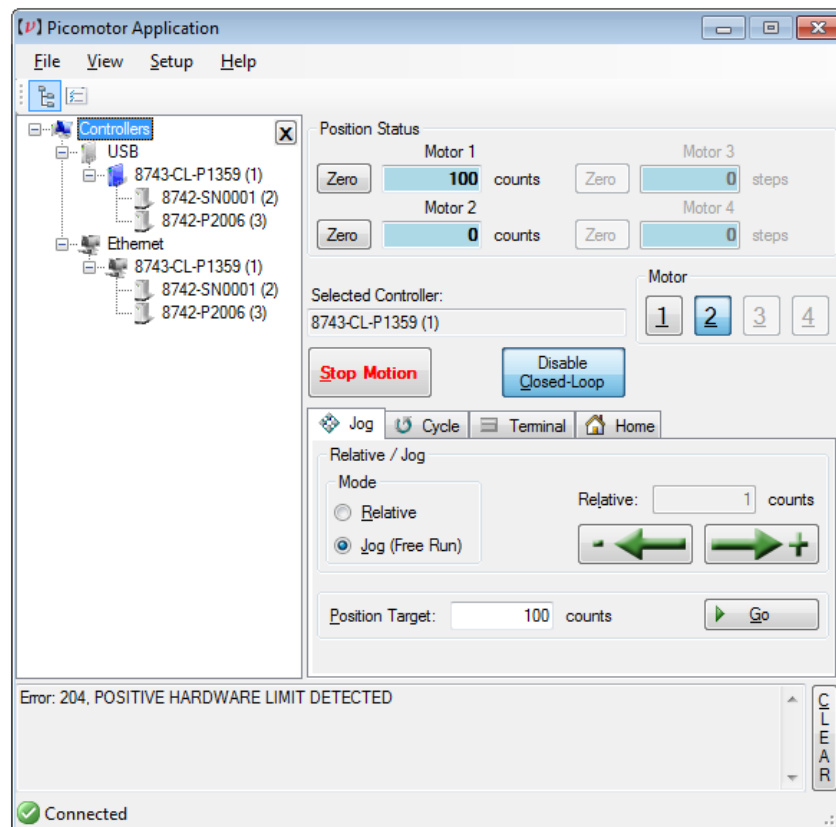 [ν] Picomotor Application
File View Setup Help
Controllers
X
USB
8743-CL-P1359 (1)
8742-SN0001 (2)
8742-P2006 (3)
Ethernet
8743-CL-P1359 (1)
8742-SN0001 (2)
8742-P2006 (3)
Position Status
Motor 1 Motor 3
Zero 100 counts Zero 0 steps
Motor 2 Motor 4
Zero 0 counts Zero 0 steps
Selected Controller:
8743-CL-P1359 (1)
Motor
1 2 3 4
Stop Motion
Disable
Closed-Loop
Jog Cycle Terminal Home
Relative / Jog
Mode
Relative
Jog (Free Run)
Relative: 1 counts
- +
Position Target: 100 counts Go
Error: 204, POSITIVE HARDWARE LIMIT DETECTED
CLEAR
Connected